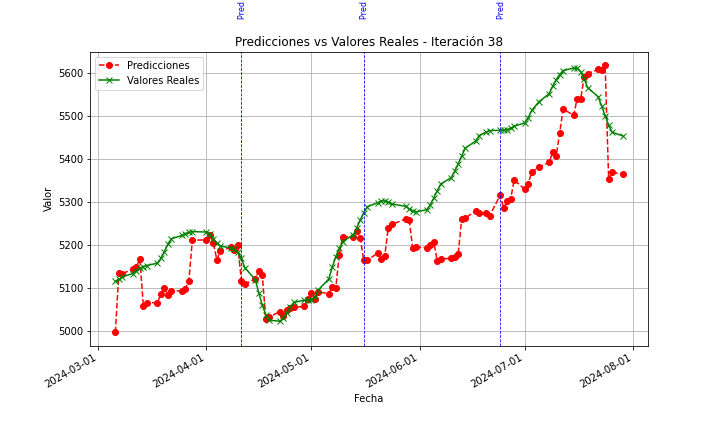 Pred
Pred
Pred
Predicciones vs Valores Reales - Iteración 38
Predicciones
Valores Reales
5600
5500
5400
5300
5200
5100
5000
Valor
2024-03-01
2024-04-01
2024-05-01
2024-06-01
2024-07-01
2024-08-01
Fecha